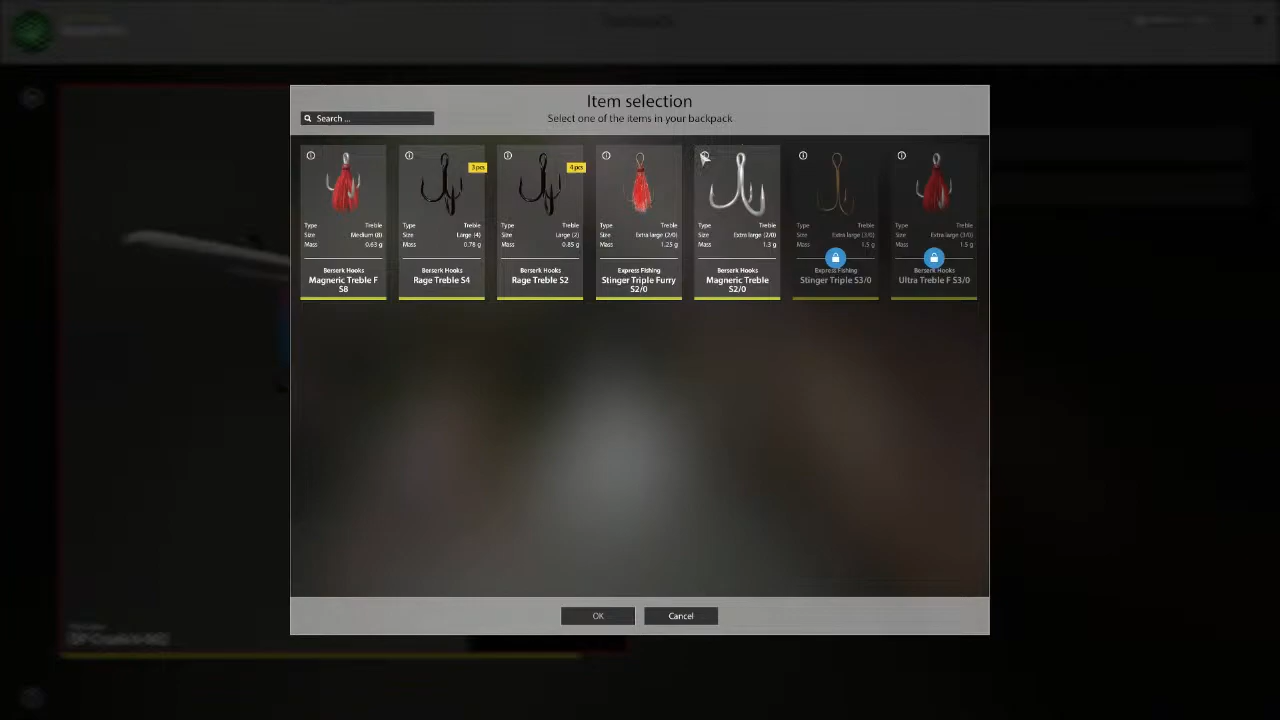 Item selection
Search ...
Select one of the items in your backpack
Type Treble
Size Medium (8)
Mass 0.63 g
Berserk Hooks
Magneric Treble F
S8
3 pcs
Type Treble
Size Large (4)
Mass 0.78 g
Berserk Hooks
Rage Treble S4
4 pcs
Type Treble
Size Large (2)
Mass 0.85 g
Berserk Hooks
Rage Treble S2
Type Treble
Size Extra large (2/0)
Mass 1.25 g
Express Fishing
Stinger Triple Furry
S2/0
Type Treble
Size Extra large (2/0)
Mass 1.3 g
Berserk Hooks
Magneric Treble
S2/0
Type Treble
Size Extra large (3/0)
Mass 1.5 g
Express Fishing
Stinger Triple S3/0
Type Treble
Size Extra large (3/0)
Mass 1.5 g
Berserk Hooks
Ultra Treble F S3/0
OK
Cancel